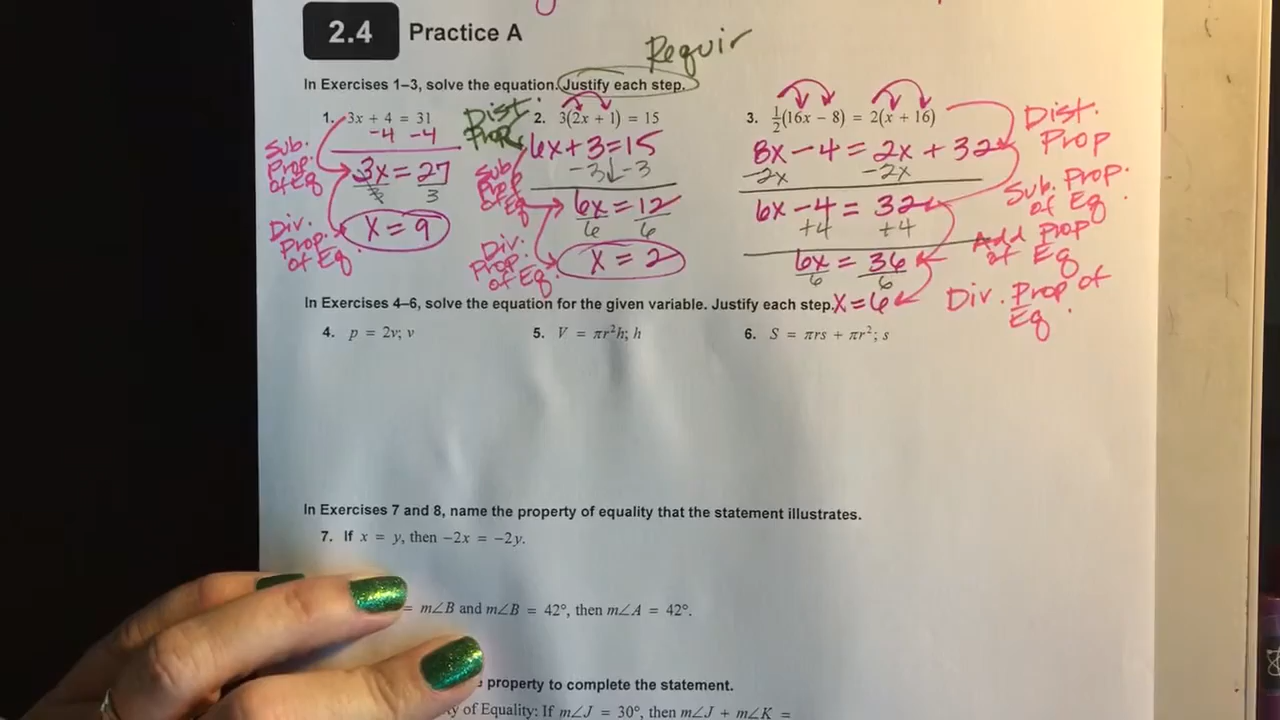 2.4 Practice A
Requir
In Exercises 1–3, solve the equation. Justify each step.
1. 3x + 4 = 31
-4 -4
Sub. Prop. of Eq
3x = 27
3 3
Div. Prop. of Eq
x = 9
Dist. Prop.
2. 3(2x + 1) = 15
6x + 3 = 15
-3 -3
Sub. Prop of Eq
6x = 12
6 6
Div. Prop. of Eq
x = 2
3. ½(16x − 8) = 2(x + 16)
Dist. Prop
8x − 4 = 2x + 32
-2x -2x
Sub. Prop. of Eq
6x − 4 = 32
+4 +4
Add Prop of Eq
6x = 36
6 6
Div. Prop of Eq.
x = 6
In Exercises 4–6, solve the equation for the given variable. Justify each step.
4. p = 2v; v
5. V = πr²h; h
6. S = πrs + πr²; s
In Exercises 7 and 8, name the property of equality that the statement illustrates.
7. If x = y, then −2x = −2y.
= m∠B and m∠B = 42°, then m∠A = 42°.
property to complete the statement.
of Equality: If m∠J = 30°, then m∠J + m∠K =